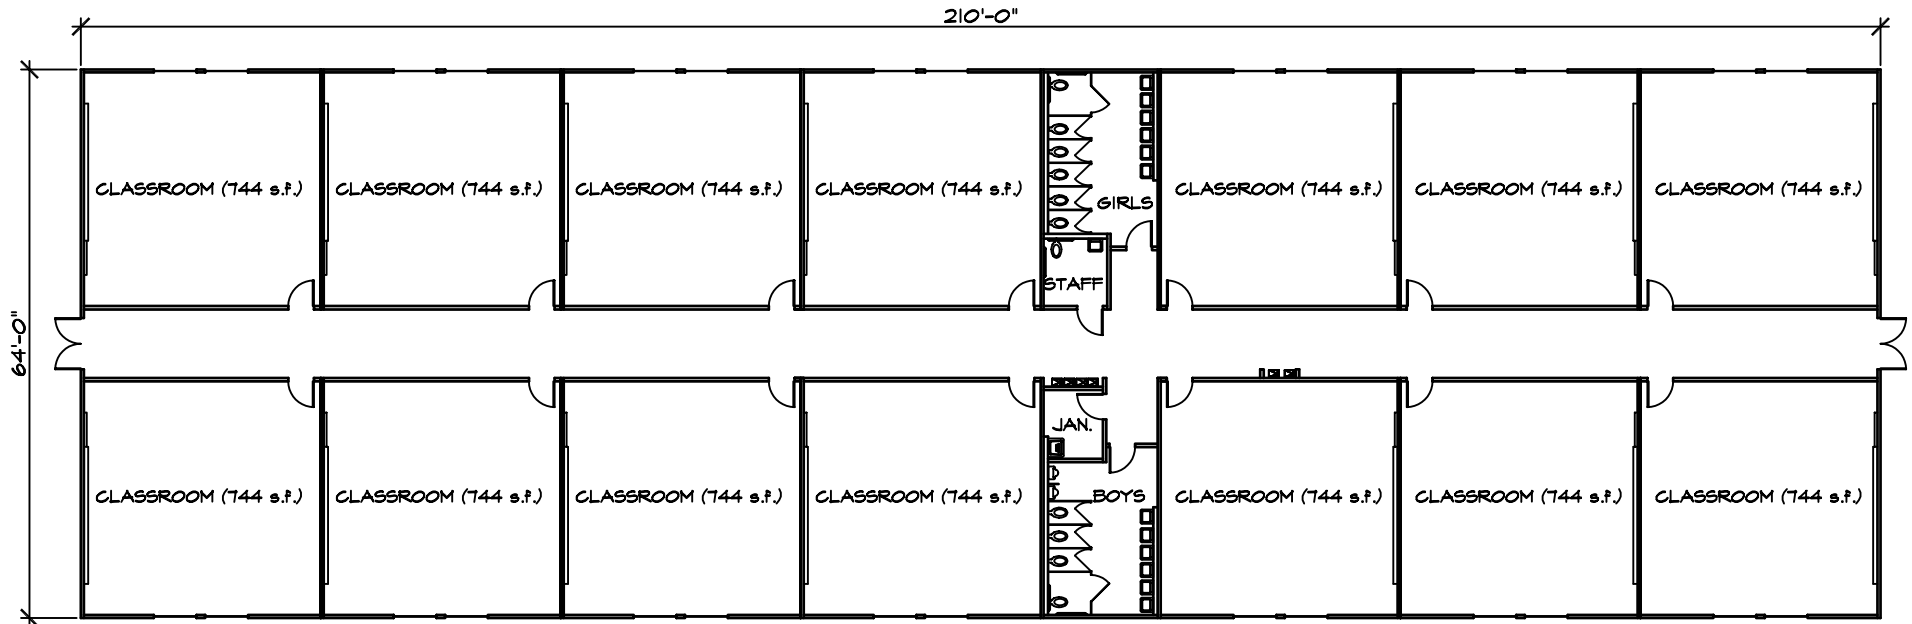 210'-0"
CLASSROOM (744 s.f.) CLASSROOM (744 s.f.) CLASSROOM (744 s.f.) CLASSROOM (744 s.f.) CLASSROOM (744 s.f.) CLASSROOM (744 s.f.) CLASSROOM (744 s.f.)
GIRLS
STAFF
64'-0"
JAN.
CLASSROOM (744 s.f.) CLASSROOM (744 s.f.) CLASSROOM (744 s.f.) CLASSROOM (744 s.f.) BOYS CLASSROOM (744 s.f.) CLASSROOM (744 s.f.) CLASSROOM (744 s.f.)